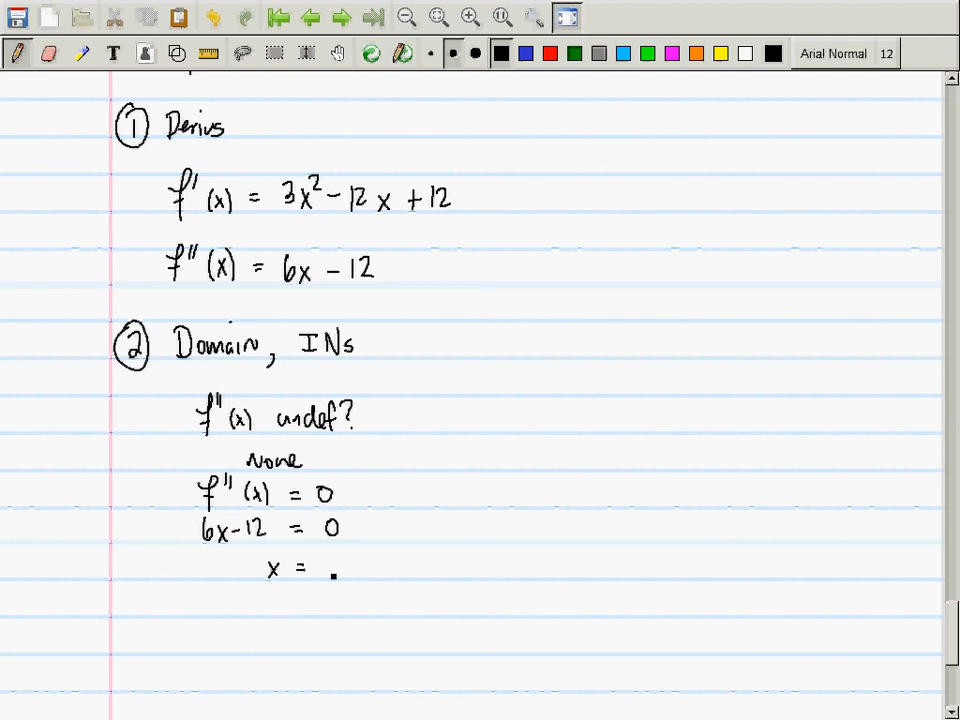 T
Arial Normal 12
① Derivs
f'(x) = 3x² - 12x + 12
f''(x) = 6x - 12
② Domain, INs
f''(x) undef?
None
f''(x) = 0
6x-12 = 0
x =